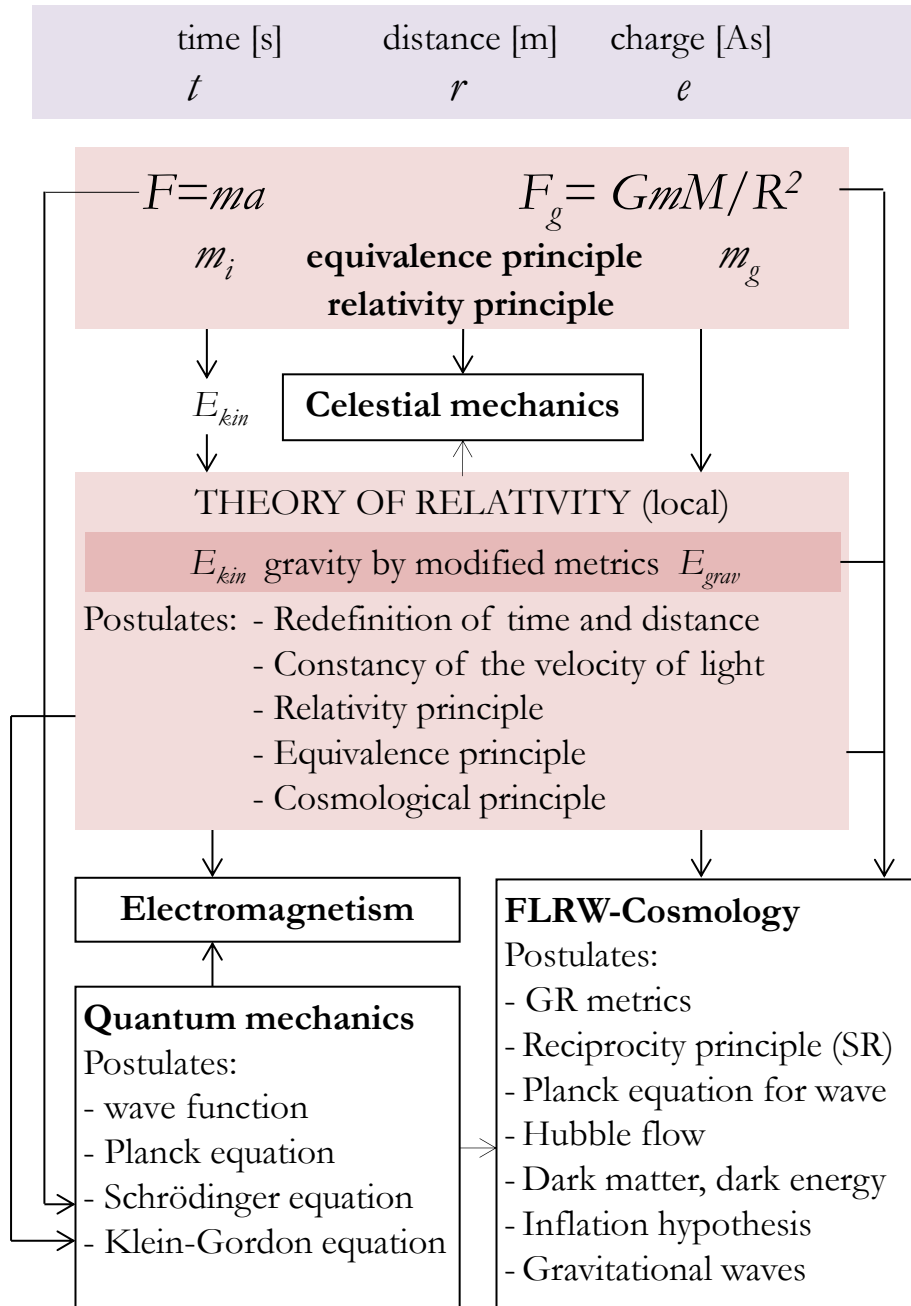 time [s] distance [m] charge [As]
t r e
F=ma F_g= GmM/R²
m_i equivalence principle m_g
relativity principle
E_kin
Celestial mechanics
THEORY OF RELATIVITY (local)
E_kin gravity by modified metrics E_grav
Postulates: - Redefinition of time and distance
- Constancy of the velocity of light
- Relativity principle
- Equivalence principle
- Cosmological principle
Electromagnetism
Quantum mechanics
Postulates:
- wave function
- Planck equation
- Schrödinger equation
- Klein-Gordon equation
FLRW-Cosmology
Postulates:
- GR metrics
- Reciprocity principle (SR)
- Planck equation for wave
- Hubble flow
- Dark matter, dark energy
- Inflation hypothesis
- Gravitational waves